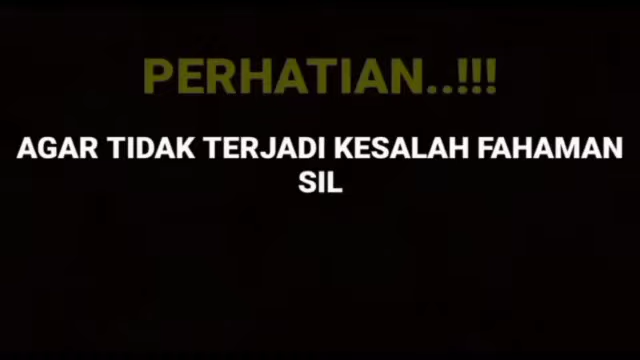 PERHATIAN..!!!
AGAR TIDAK TERJADI KESALAH FAHAMAN
SIL